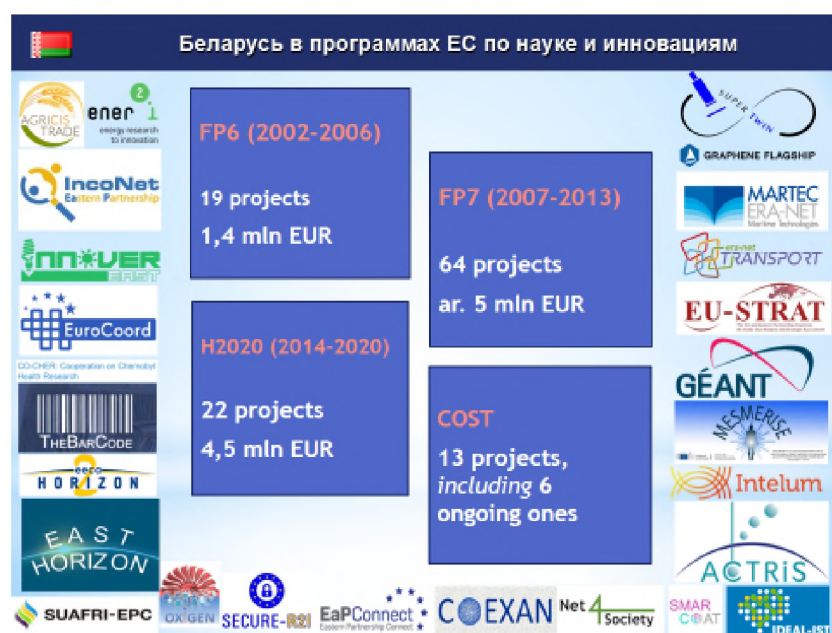 Беларусь в программах ЕС по науке и инновациям
AGRICIS
TRADE
ener2i
energy research
to innovation
IncoNet
Eastern Partnership
INNOVER
EAST
EuroCoord
CO-CHER: Cooperation on Chernobyl
Health Research
THEBARCODE
HORIZON
2
EAST
HORIZON
FP6 (2002-2006)
19 projects
1,4 mln EUR
FP7 (2007-2013)
64 projects
ar. 5 mln EUR
H2020 (2014-2020)
22 projects
4,5 mln EUR
COST
13 projects,
including 6
ongoing ones
SUPER TWIN
GRAPHENE FLAGSHIP
MARTEC
ERA-NET
Maritime Technologies
era-net
TRANSPORT
EU-STRAT
GÉANT
MESMERISE
Intelum
ACTRiS
SUAFRI-EPC
OXIGEN
SECURE-R2I
EaPConnect
Eastern Partnership Connect
COEXAN
Net4Society
SMAR
COAT
IDEAL-IST